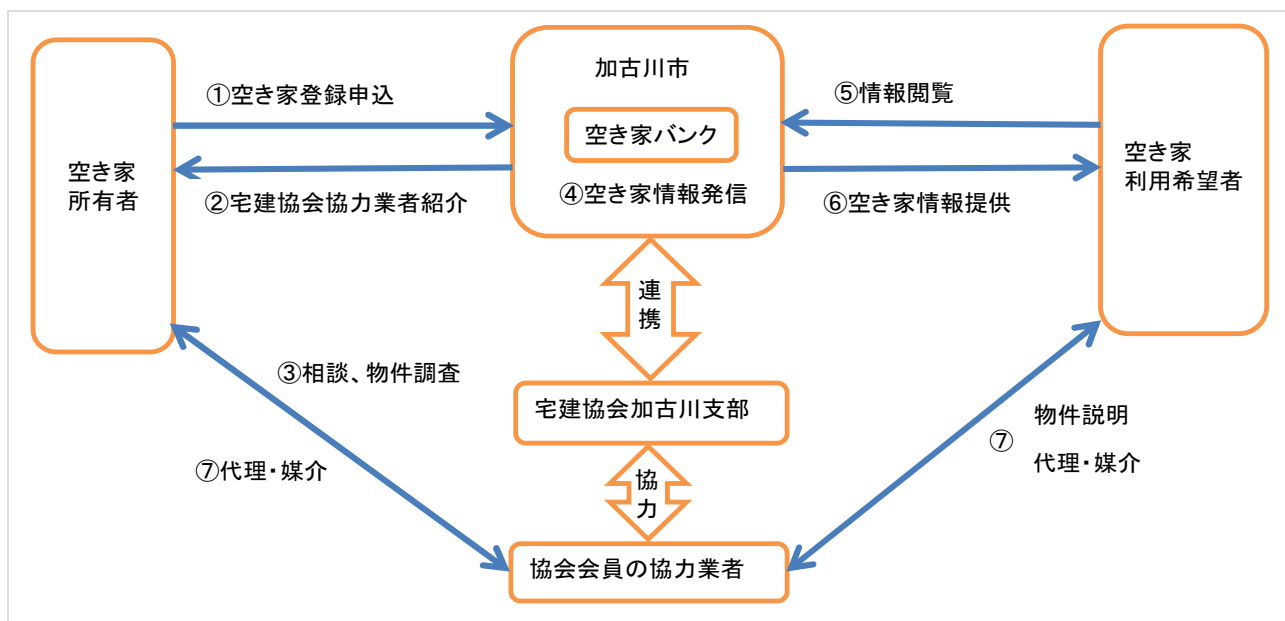 加古川市
①空き家登録申込
⑤情報閲覧
空き家バンク
空き家
所有者
空き家
利用希望者
②宅建協会協力業者紹介
④空き家情報発信
⑥空き家情報提供
連
携
③相談、物件調査
宅建協会加古川支部
物件説明
⑦
代理・媒介
⑦代理・媒介
協
力
協会会員の協力業者